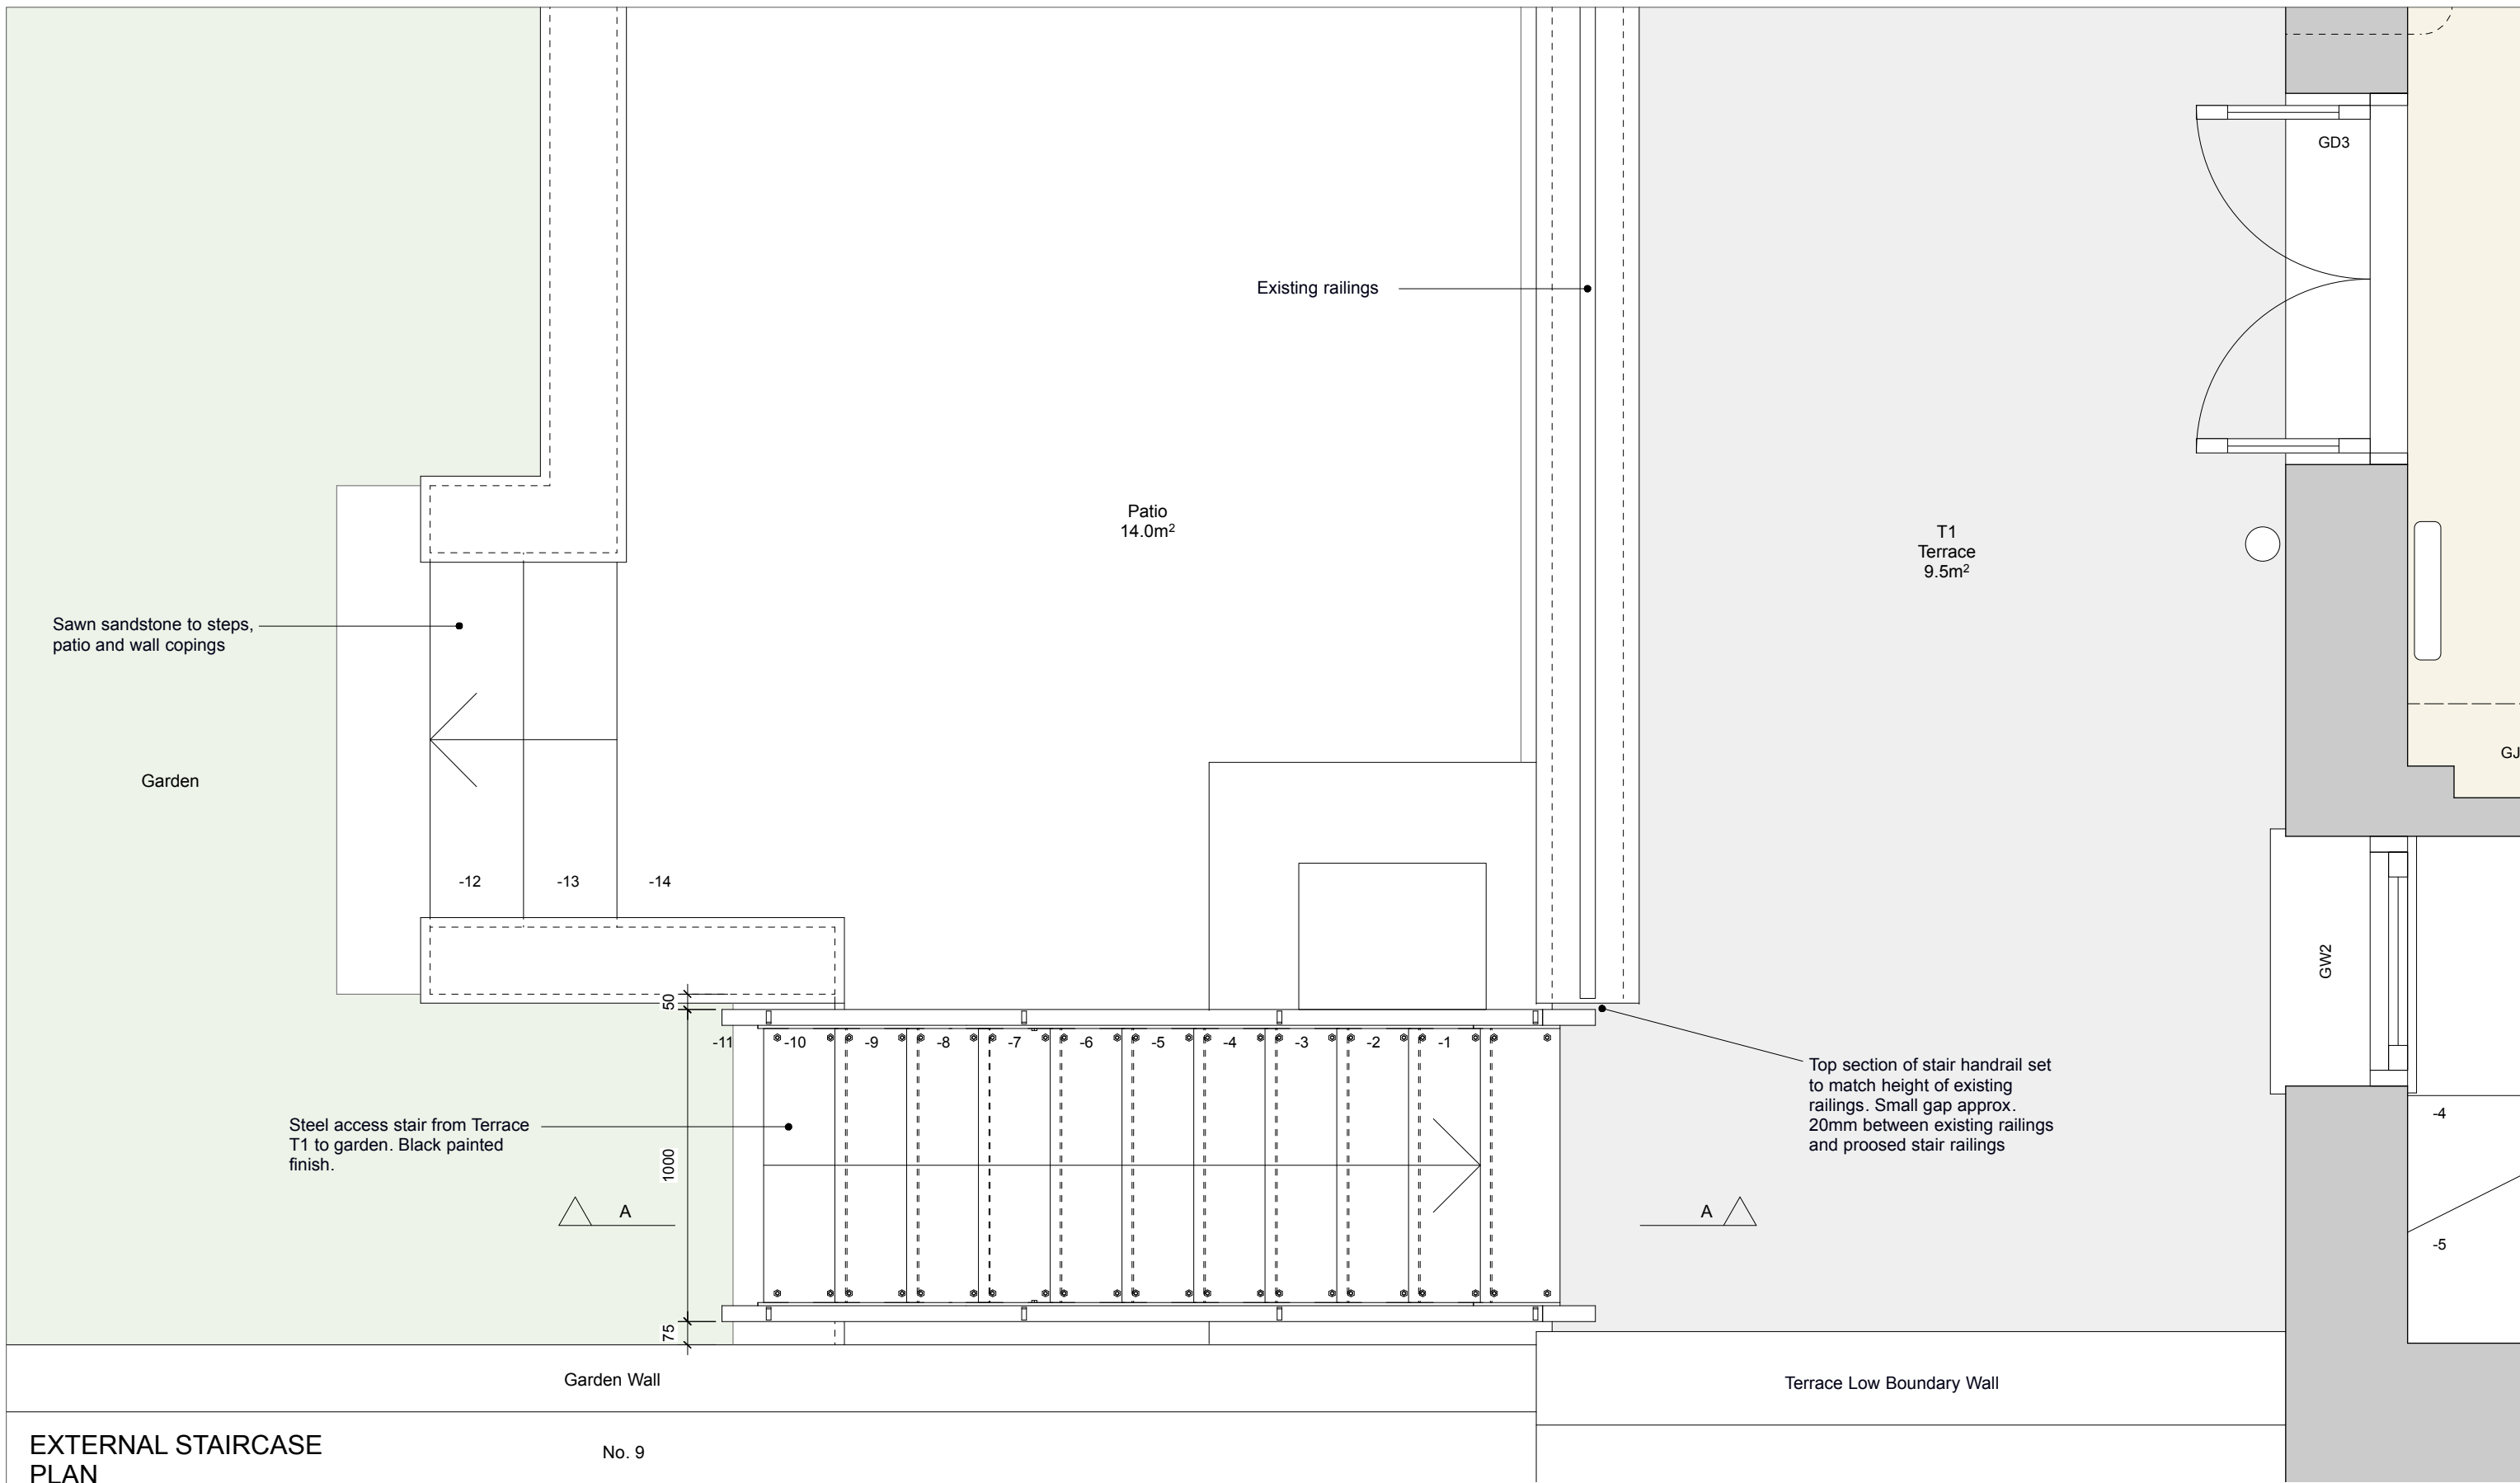 GD3
Existing railings
Patio
14.0m²
T1
Terrace
9.5m²
Sawn sandstone to steps,
patio and wall copings
Garden
GJ
-12 -13 -14
GW2
50
-11 -10 -9 -8 -7 -6 -5 -4 -3 -2 -1
Top section of stair handrail set
to match height of existing
railings. Small gap approx.
20mm between existing railings
and proosed stair railings
Steel access stair from Terrace
T1 to garden. Black painted
finish.
1000
-4
A
A
-5
75
Garden Wall
Terrace Low Boundary Wall
EXTERNAL STAIRCASE
PLAN
No. 9